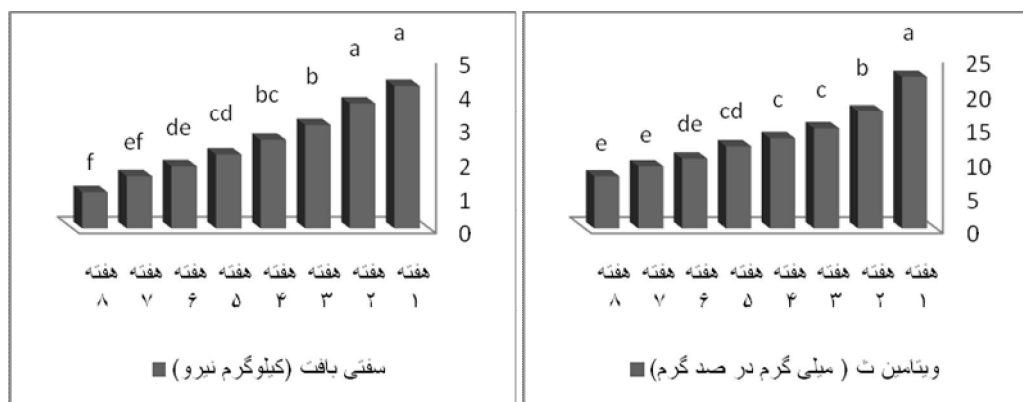 a a b bc cd de ef f
5
4
3
2
1
0
هفته هفته هفته هفته هفته هفته هفته هفته
۱ ۲ ۳ ۴ ۵ ۶ ۷ ۸
سفتی بافت (کیلوگرم نیرو)
a b c c cd de e e
25
20
15
10
5
0
هفته هفته هفته هفته هفته هفته هفته هفته
۱ ۲ ۳ ۴ ۵ ۶ ۷ ۸
ویتامین ث ( میلی گرم در صد گرم)